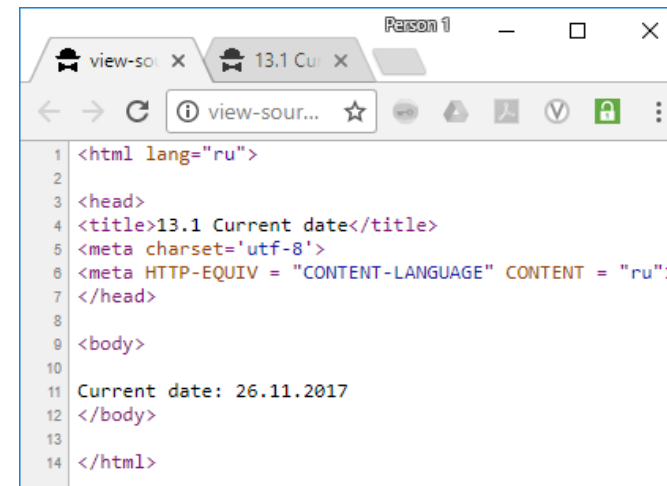 Person 1
view-so
13.1 Cur
view-sour...
1 <html lang="ru">
2
3 <head>
4 <title>13.1 Current date</title>
5 <meta charset='utf-8'>
6 <meta HTTP-EQUIV = "CONTENT-LANGUAGE" CONTENT = "ru"
7 </head>
8
9 <body>
10
11 Current date: 26.11.2017
12 </body>
13
14 </html>